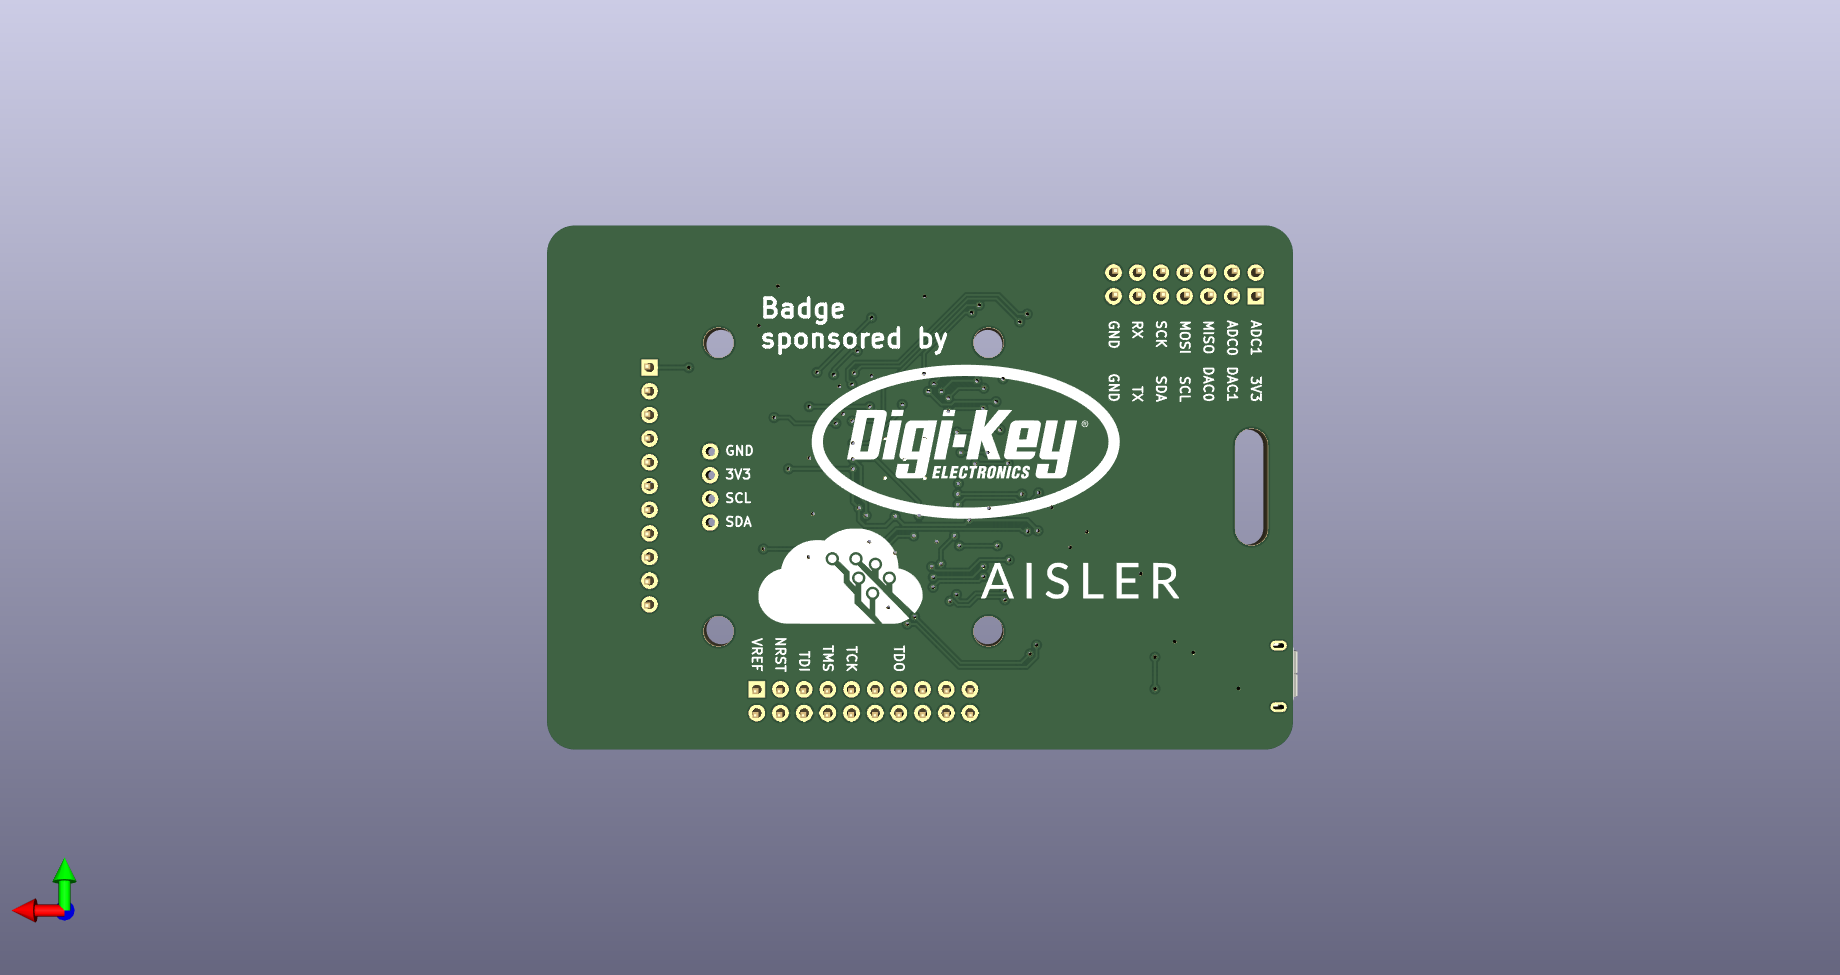 Badge
sponsored by
GND RX SCK MOSI MISO ADC0 ADC1
GND TX SDA SCL DAC0 DAC1 3V3
Digi-Key®
ELECTRONICS
GND
3V3
SCL
SDA
AISLER
VREF NRST TDI TMS TCK TDO